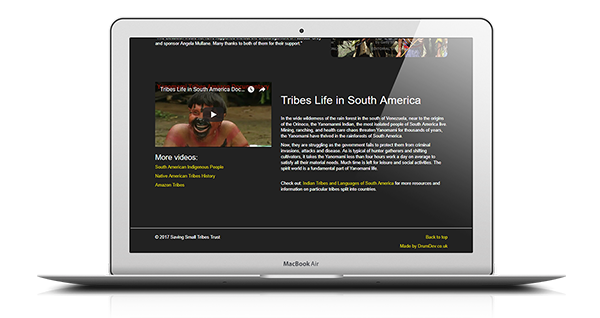 and sponsor Angela Mullane. Many thanks to both of them for their support."
Tribes Life in South America Doc...
Tribes Life in South America
In the wide wilderness of the rain forest in the south of Venezuela, near to the origins
of the Orinoco, the Yanomami Indian, the most isolated people of South America live.
Mining, ranching, and health care chaos threaten Yanomami for thousands of years,
the Yanomami have thrived in the rainforests of South America.
Now, they are struggling as the government fails to protect them from criminal
invasions, attacks and disease. As is typical of hunter gatherers and shifting
cultivators, it takes the Yanomami less than four hours work a day on average to
satisfy all their material needs. Much time is left for leisure and social activities. The
spirit world is a fundamental part of Yanomami life.
Check out: Indian Tribes and Languages of South America for more resources and
information on particular tribes split into countries.
More videos:
South American Indigenous People
Native American Tribes History
Amazon Tribes
© 2017 Saving Small Tribes Trust
Back to top
Made by DrumDev.co.uk
MacBook Air